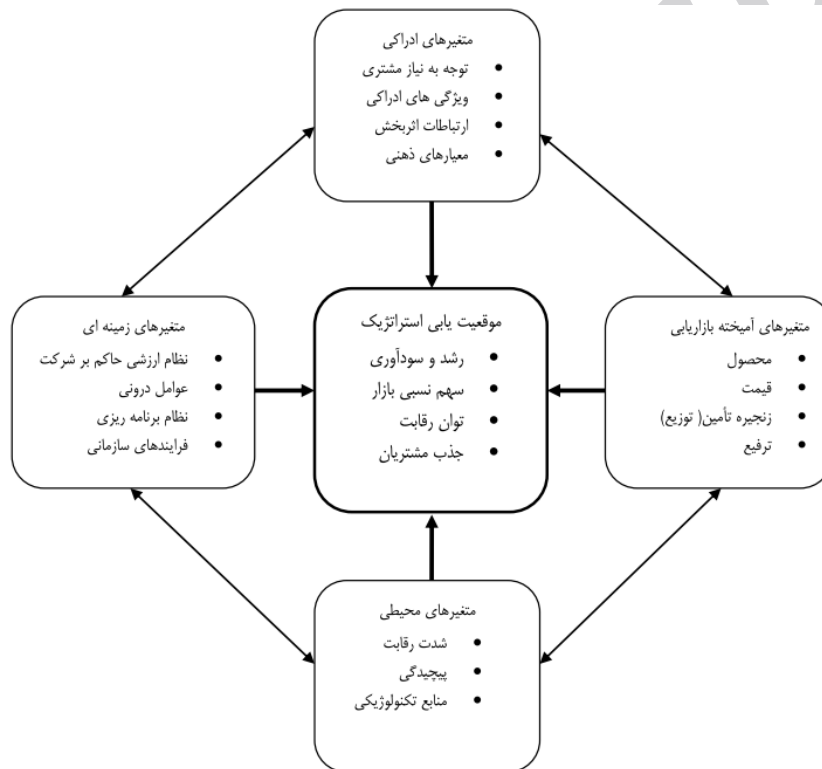 متغیرهای ادراکی
توجه به نیاز مشتری
ویژگی های ادراکی
ارتباطات اثربخش
معیارهای ذهنی
متغیرهای آمیخته بازاریابی
محصول
قیمت
زنجیره تأمین( توزیع)
ترفیع
موقعیت یابی استراتژیک
رشد و سودآوری
سهم نسبی بازار
توان رقابت
جذب مشتریان
متغیرهای زمینه ای
نظام ارزشی حاکم بر شرکت
عوامل درونی
نظام برنامه ریزی
فرایندهای سازمانی
متغیرهای محیطی
شدت رقابت
پیچیدگی
منابع تکنولوژیکی